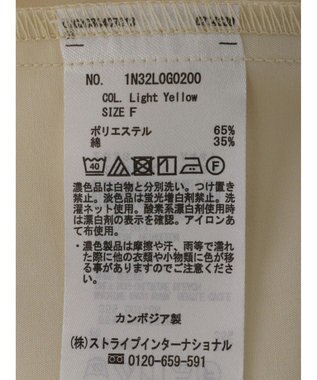 NO. 1N32L0G0200
COL. Light Yellow
SIZE F
ポリエステル 65%
綿 35%
40
濃色品は白物と分別洗い。つけ置き
禁止。淡色品は蛍光増白剤禁止。洗
濯ネット使用。酸素系漂白剤使用時
は漂白剤の表示を確認。アイロンあ
て布使用。
・濃色製品は摩擦や汗、雨等で濡れ
た際に他の衣類や小物類に色が移
る事がありますのでご注意くださ
い。
カンボジア製
(株)ストライプインターナショナル
0120-659-591